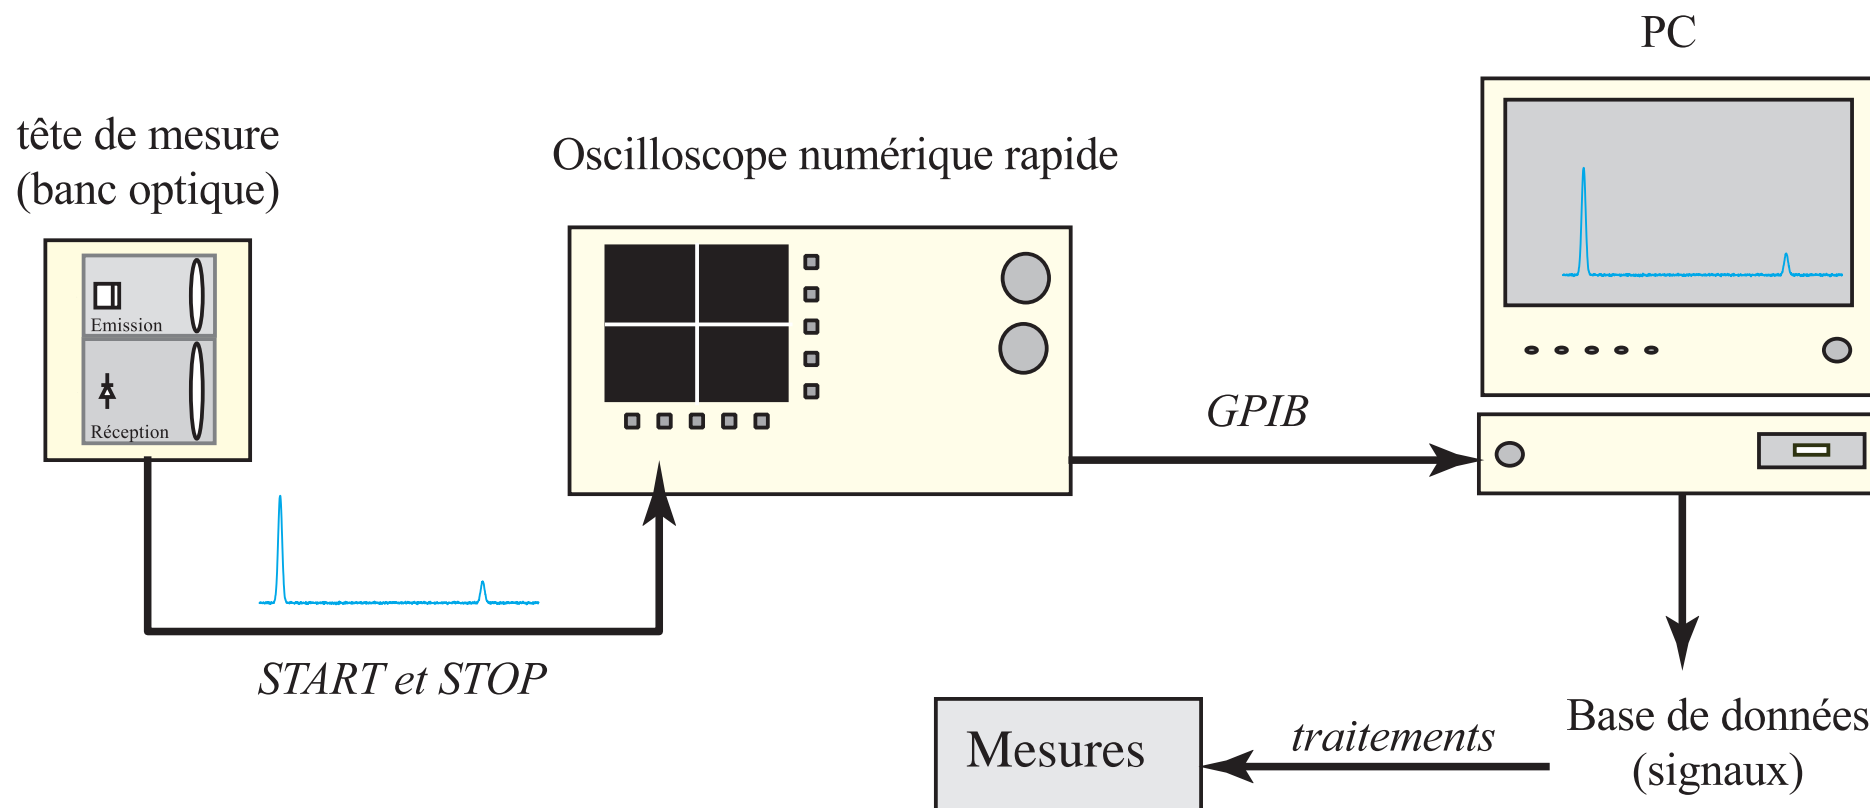 PC
tête de mesure
(banc optique)
Oscilloscope numérique rapide
Emission
Réception
GPIB
START et STOP
Base de données
(signaux)
traitements
Mesures